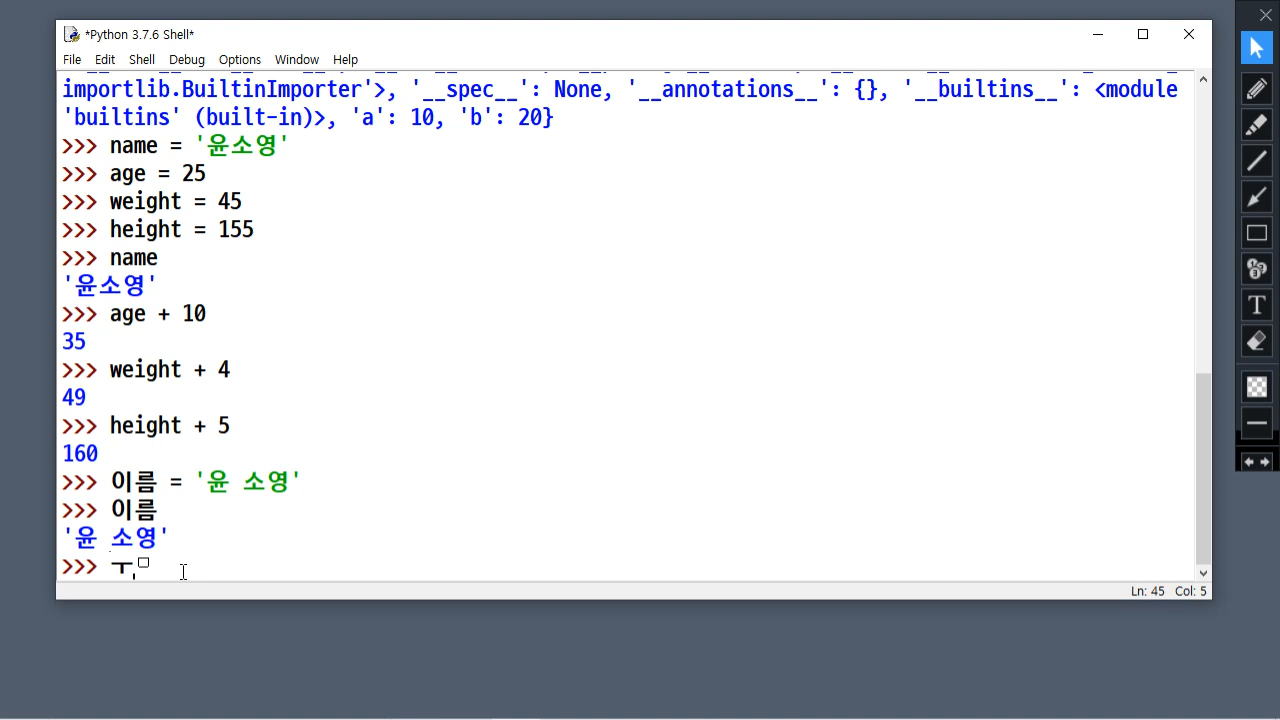 *Python 3.7.6 Shell*
File Edit Shell Debug Options Window Help
importlib.BuiltinImporter'>, '__spec__': None, '__annotations__': {}, '__builtins__': <module
'builtins' (built-in)>, 'a': 10, 'b': 20}
>>> name = '윤소영'
>>> age = 25
>>> weight = 45
>>> height = 155
>>> name
'윤소영'
>>> age + 10
35
>>> weight + 4
49
>>> height + 5
160
>>> 이름 = '윤 소영'
>>> 이름
'윤 소영'
>>> ㅜㅁ
Ln: 45 Col: 5
T